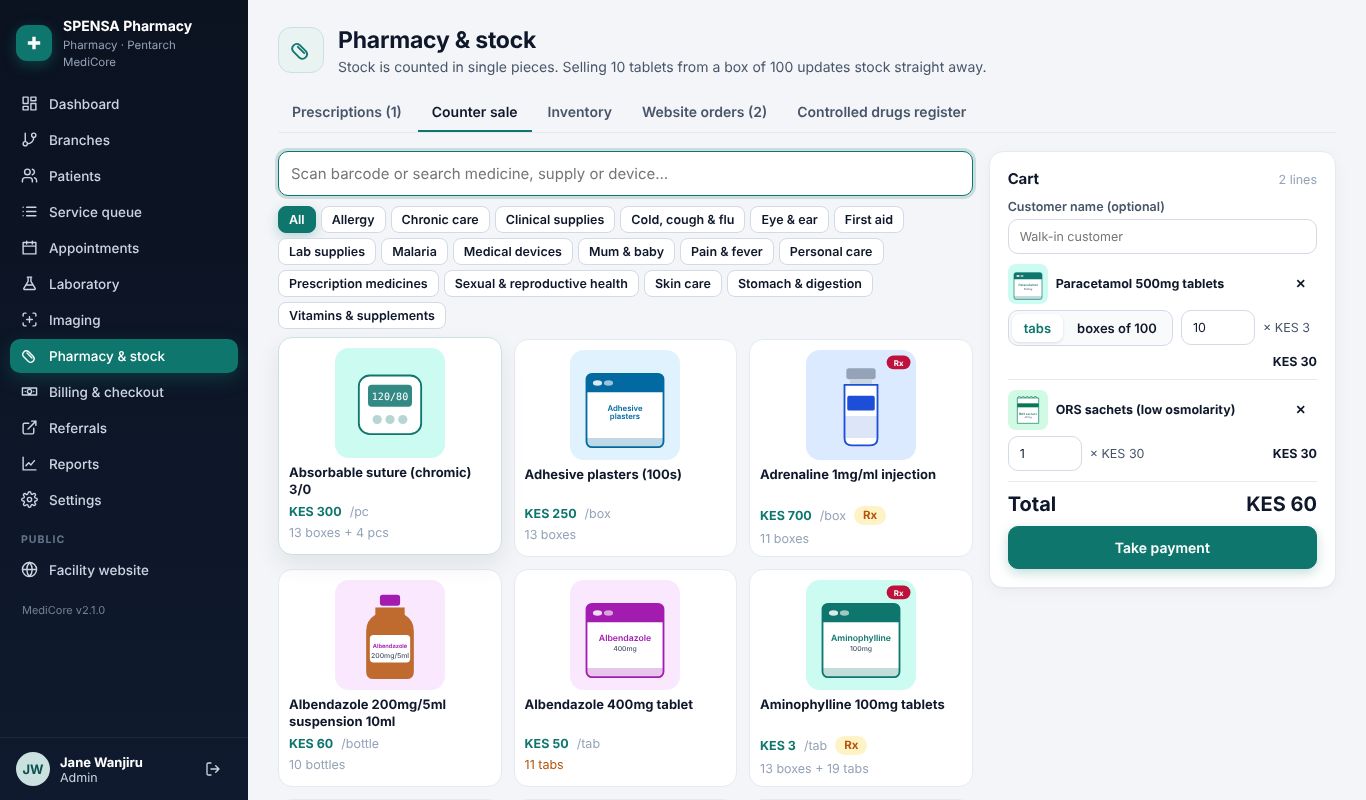 SPENSA Pharmacy
Pharmacy · Pentarch
MediCore
Dashboard
Branches
Patients
Service queue
Appointments
Laboratory
Imaging
Pharmacy & stock
Billing & checkout
Referrals
Reports
Settings
PUBLIC
Facility website
MediCore v2.1.0
JW
Jane Wanjiru
Admin
Pharmacy & stock
Stock is counted in single pieces. Selling 10 tablets from a box of 100 updates stock straight away.
Prescriptions (1) Counter sale Inventory Website orders (2) Controlled drugs register
Scan barcode or search medicine, supply or device...
All Allergy Chronic care Clinical supplies Cold, cough & flu Eye & ear First aid
Lab supplies Malaria Medical devices Mum & baby Pain & fever Personal care
Prescription medicines Sexual & reproductive health Skin care Stomach & digestion
Vitamins & supplements
120/80
Absorbable suture (chromic)
3/0
KES 300 /pc
13 boxes + 4 pcs
Adhesive
plasters
Adhesive plasters (100s)
KES 250 /box
13 boxes
Rx
Adrenaline 1mg/ml injection
KES 700 /box Rx
11 boxes
Albendazole
200mg/5ml
Albendazole 200mg/5ml
suspension 10ml
KES 60 /bottle
10 bottles
Albendazole
400mg
Albendazole 400mg tablet
KES 50 /tab
11 tabs
Rx
Aminophylline
100mg
Aminophylline 100mg tablets
KES 3 /tab Rx
13 boxes + 19 tabs
Cart 2 lines
Customer name (optional)
Walk-in customer
Paracetamol 500mg tablets ×
tabs boxes of 100 10 × KES 3
KES 30
ORS sachets (low osmolarity) ×
1 × KES 30 KES 30
Total KES 60
Take payment